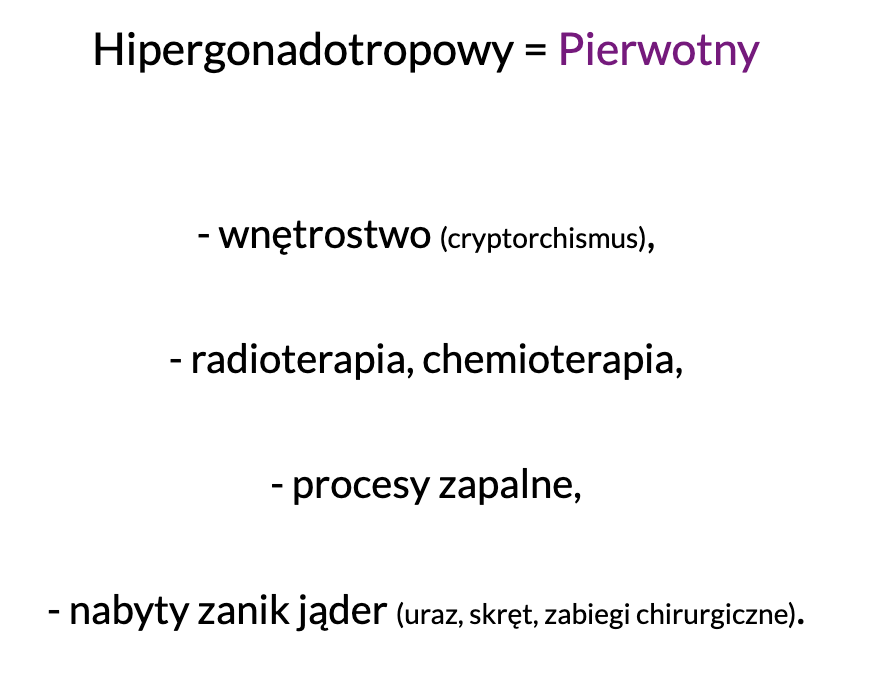 Hipergonadotropowy = Pierwotny
- wnętrostwo (cryptorchismus),
- radioterapia, chemioterapia,
- procesy zapalne,
- nabyty zanik jąder (uraz, skręt, zabiegi chirurgiczne).